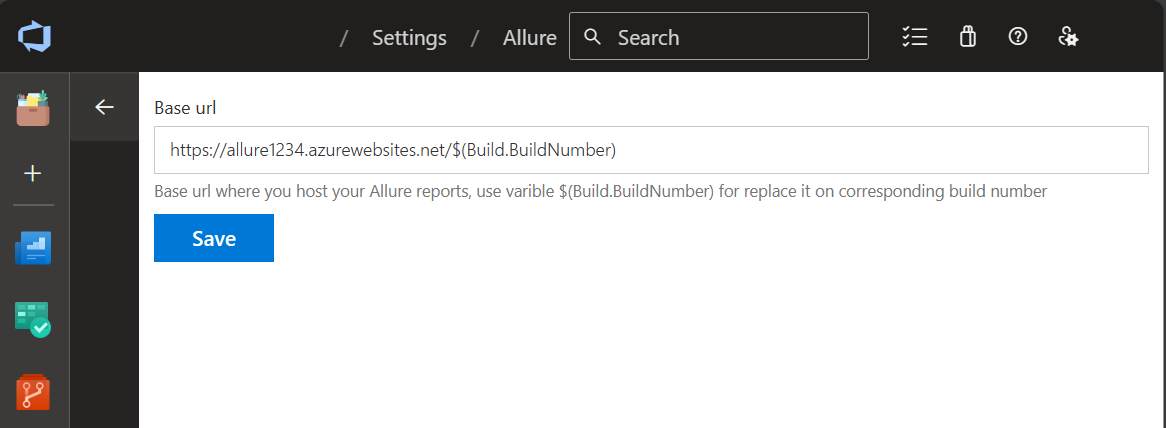 / Settings / Allure Search
Base url
https://allure1234.azurewebsites.net/$(Build.BuildNumber)
Base url where you host your Allure reports, use varible $(Build.BuildNumber) for replace it on corresponding build number
Save